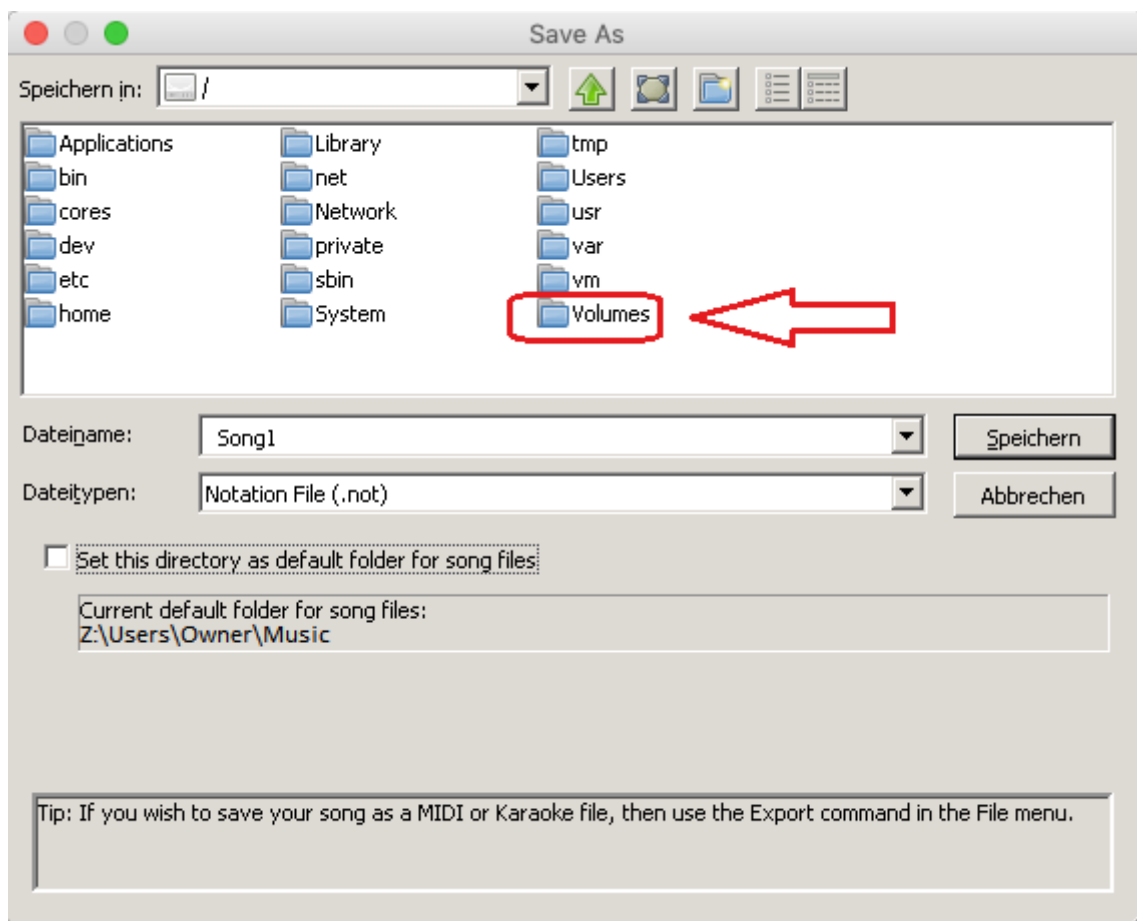 Save As
Speichern in: /
Applications Library tmp
bin net Users
cores Network usr
dev private var
etc sbin vm
home System Volumes
Dateiname: Song1 Speichern
Dateitypen: Notation File (.not) Abbrechen
Set this directory as default folder for song files
Current default folder for song files:
Z:\Users\Owner\Music
Tip: If you wish to save your song as a MIDI or Karaoke file, then use the Export command in the File menu.